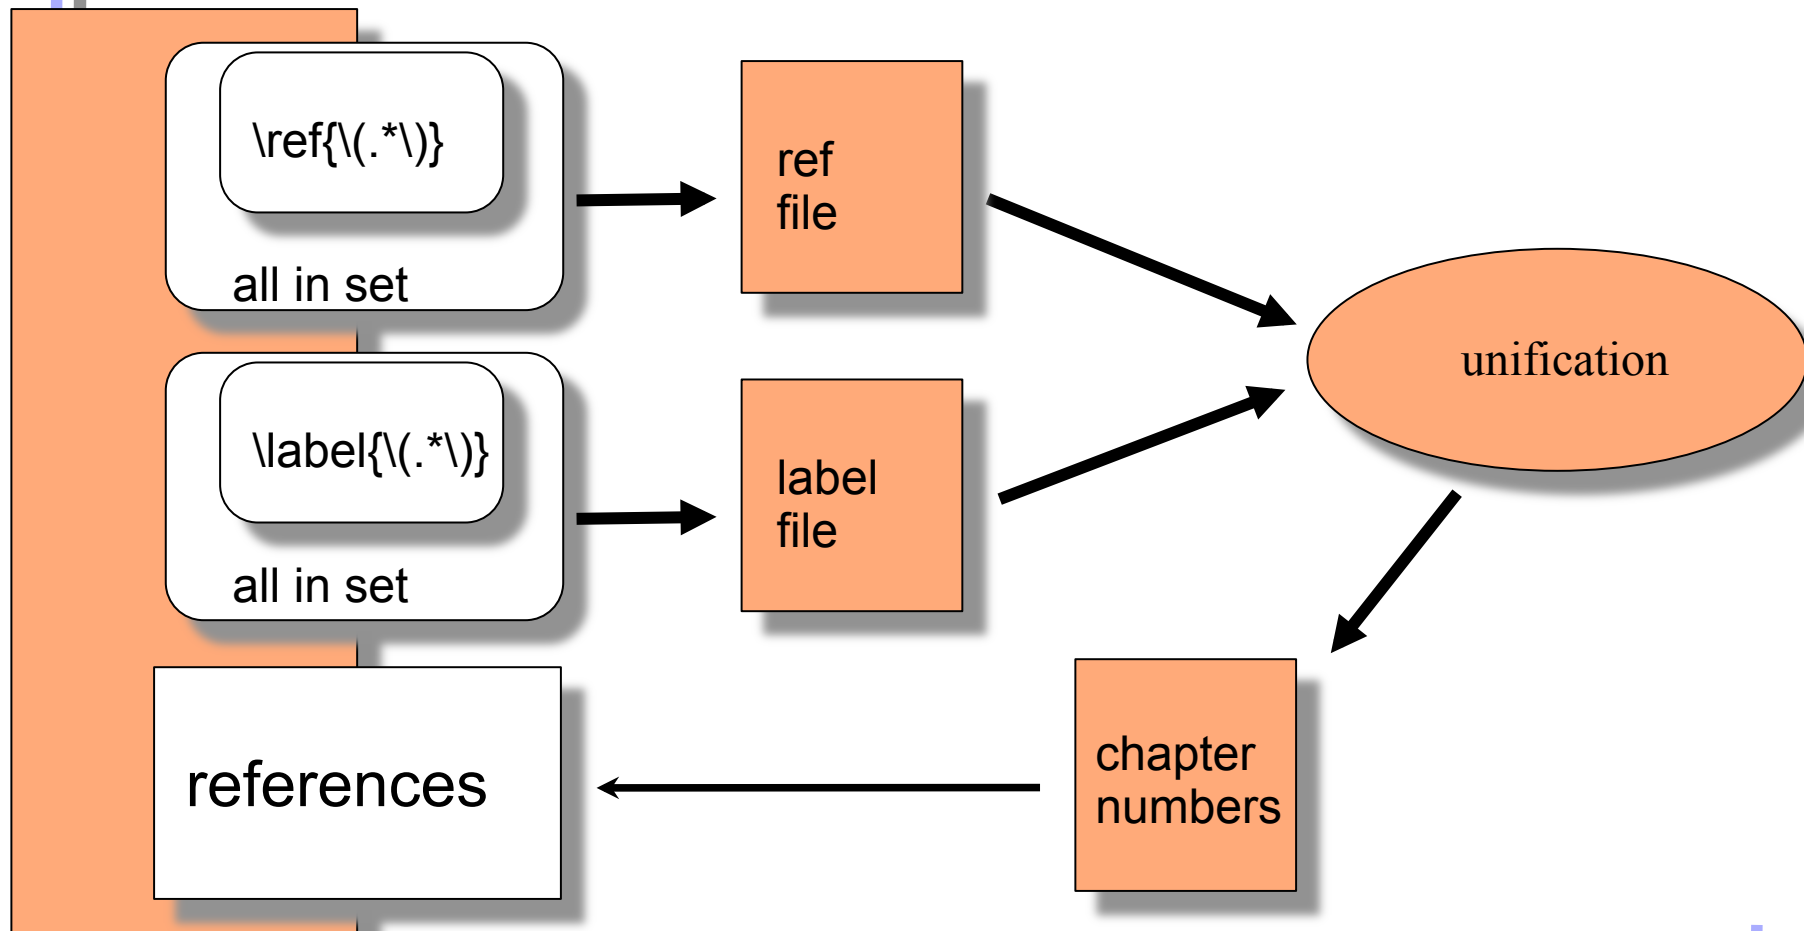 \ref{\(.*\)}
all in set
ref
file
\label{\(.*\)}
all in set
label
file
unification
references
chapter
numbers